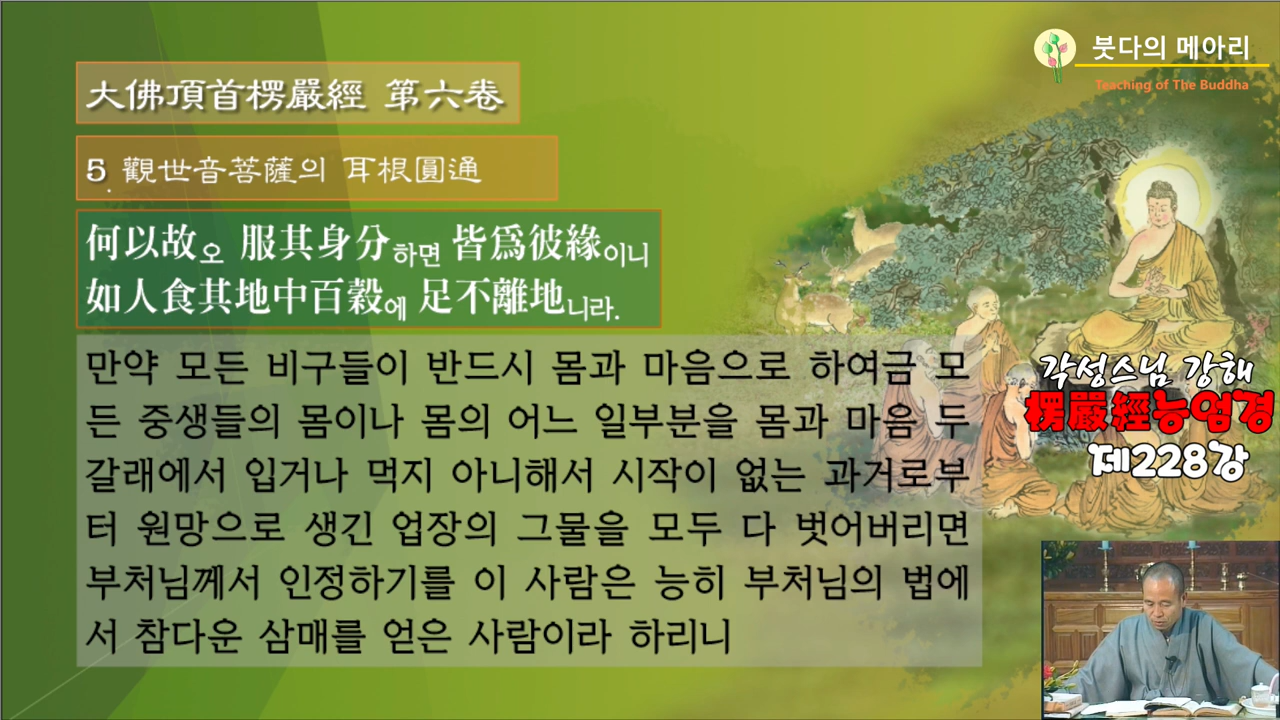 大佛頂首楞嚴經 第六卷
5. 觀世音菩薩의 耳根圓通
何以故오 服其身分하면 皆爲彼緣이니
如人食其地中百穀에 足不離地니라.
만약 모든 비구들이 반드시 몸과 마음으로 하여금 모
든 중생들의 몸이나 몸의 어느 일부분을 몸과 마음 두
갈래에서 입거나 먹지 아니해서 시작이 없는 과거로부
터 원망으로 생긴 업장의 그물을 모두 다 벗어버리면
부처님께서 인정하기를 이 사람은 능히 부처님의 법에
서 참다운 삼매를 얻은 사람이라 하리니
붓다의 메아리
Teaching of The Buddha
각성스님 강해
楞嚴經능엄경
제228강